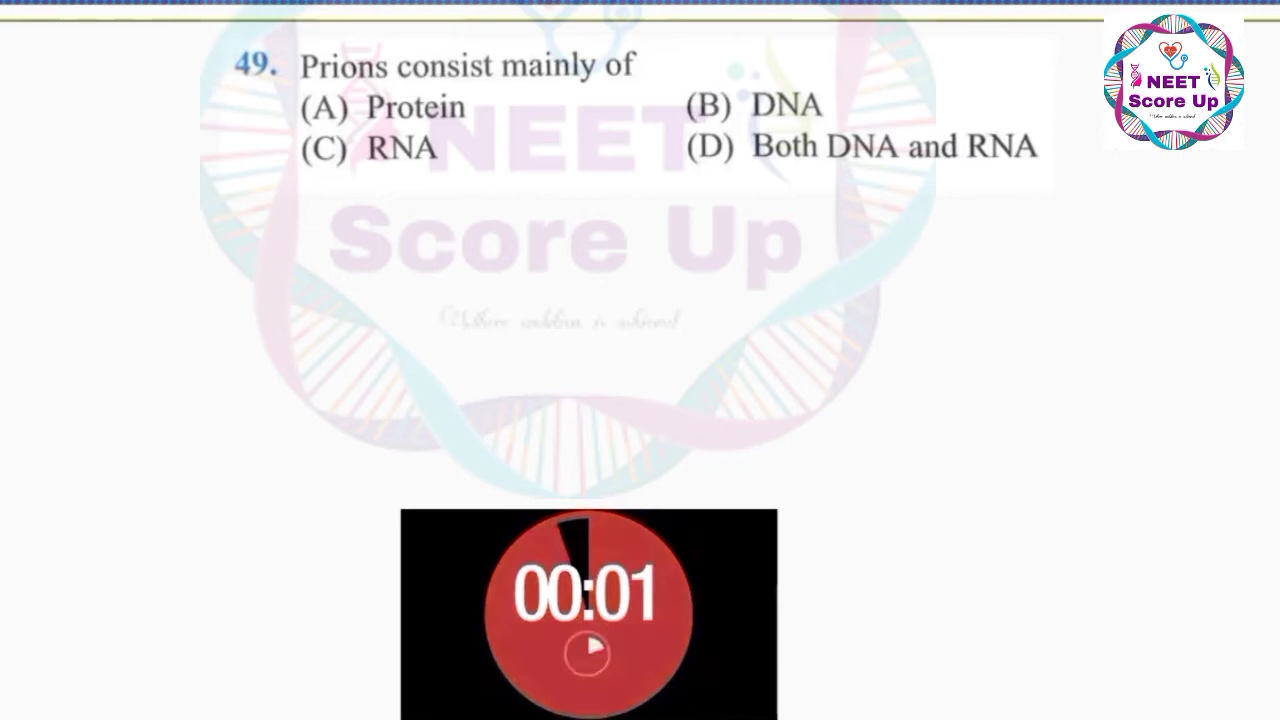 49. Prions consist mainly of
(A) Protein (B) DNA
(C) RNA (D) Both DNA and RNA
NEET
Score Up
NEET
Score Up
00:01